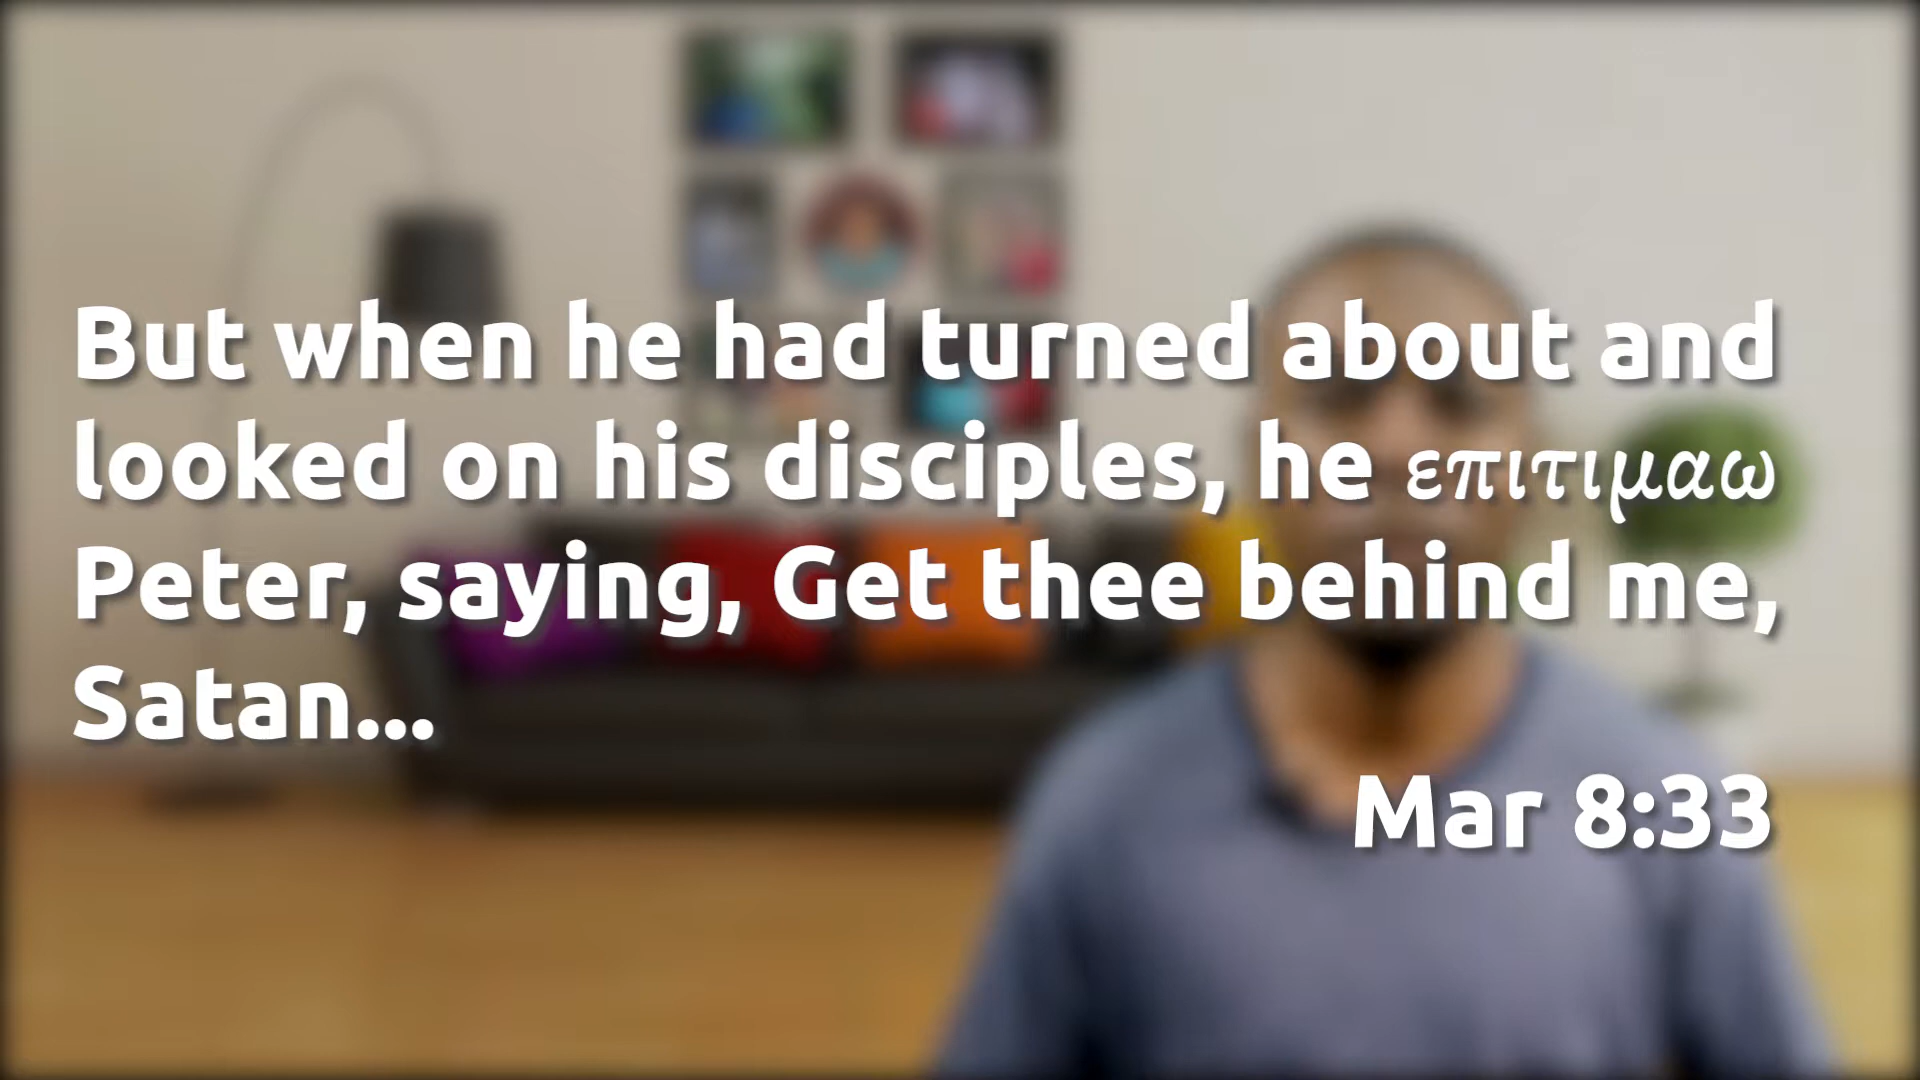 But when he had turned about and
looked on his disciples, he επιτιμαω
Peter, saying, Get thee behind me,
Satan...
Mar 8:33